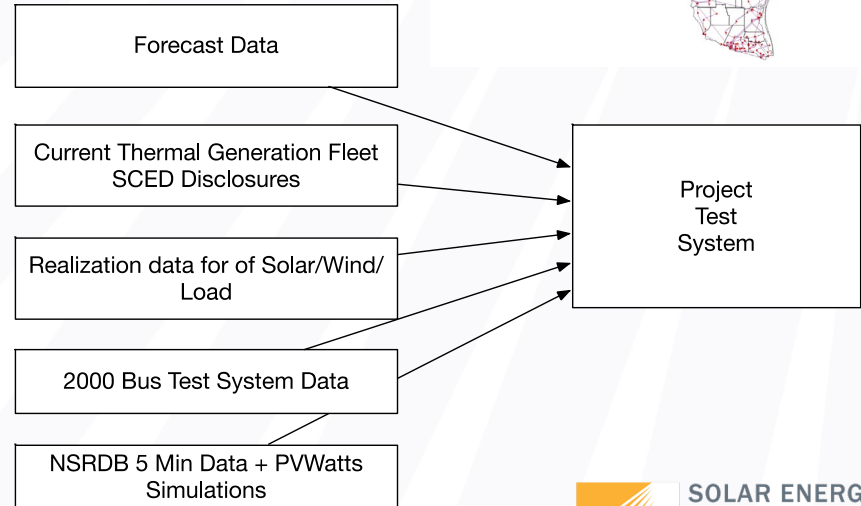 Forecast Data
Current Thermal Generation Fleet
SCED Disclosures
Realization data for of Solar/Wind/
Load
2000 Bus Test System Data
NSRDB 5 Min Data + PVWatts
Simulations
Project
Test
System
SOLAR ENERG